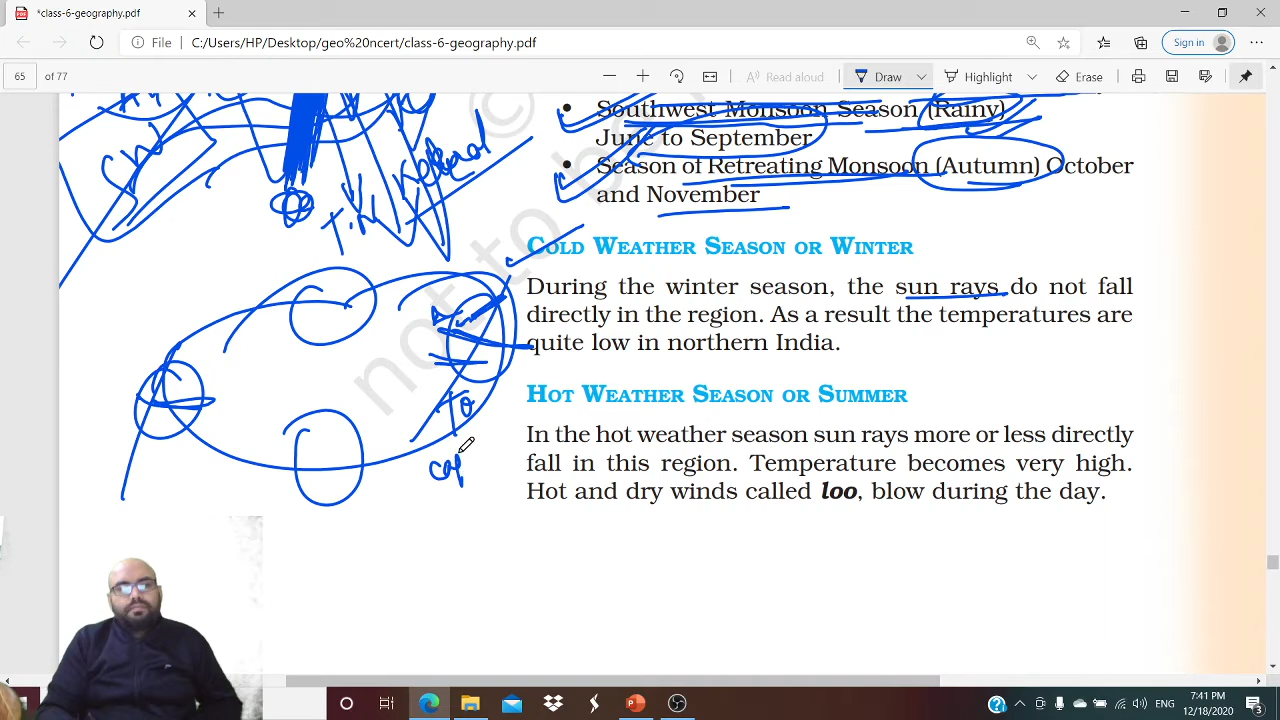 *class-6-geography.pdf
File C:/Users/HP/Desktop/geo%20ncert/class-6-geography.pdf Sign in
65 of 77 Read aloud Draw Highlight Erase
• Southwest Monsoon Season (Rainy)
June to September
• Season of Retreating Monsoon (Autumn) October
and November
not to be
©
COLD WEATHER SEASON OR WINTER
During the winter season, the sun rays do not fall
directly in the region. As a result the temperatures are
quite low in northern India.
HOT WEATHER SEASON OR SUMMER
In the hot weather season sun rays more or less directly
fall in this region. Temperature becomes very high.
Hot and dry winds called loo, blow during the day.
T.N
cap
ENG
7:41 PM
12/18/2020
3